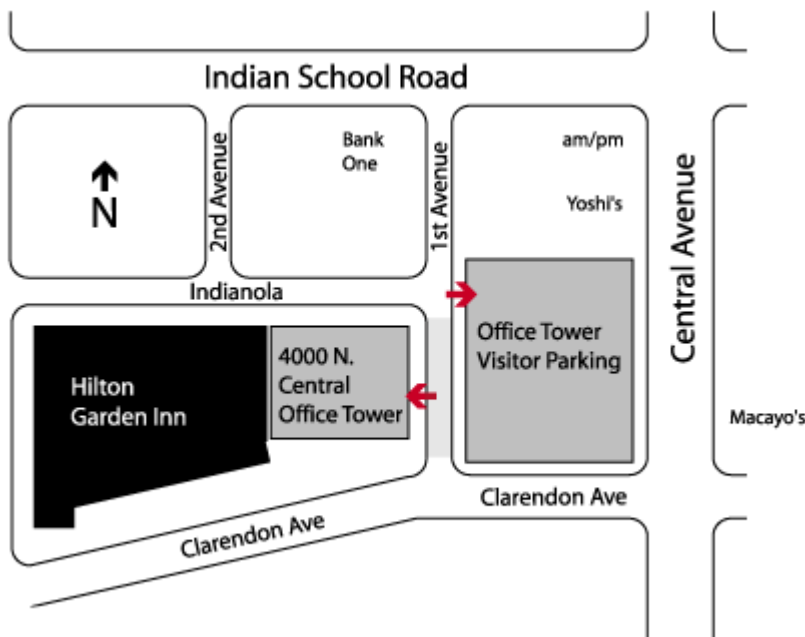 Indian School Road
N
2nd Avenue
Bank
One
1st Avenue
am/pm
Yoshi's
Central Avenue
Indianola
Hilton
Garden Inn
4000 N.
Central
Office Tower
Office Tower
Visitor Parking
Macayo's
Clarendon Ave
Clarendon Ave